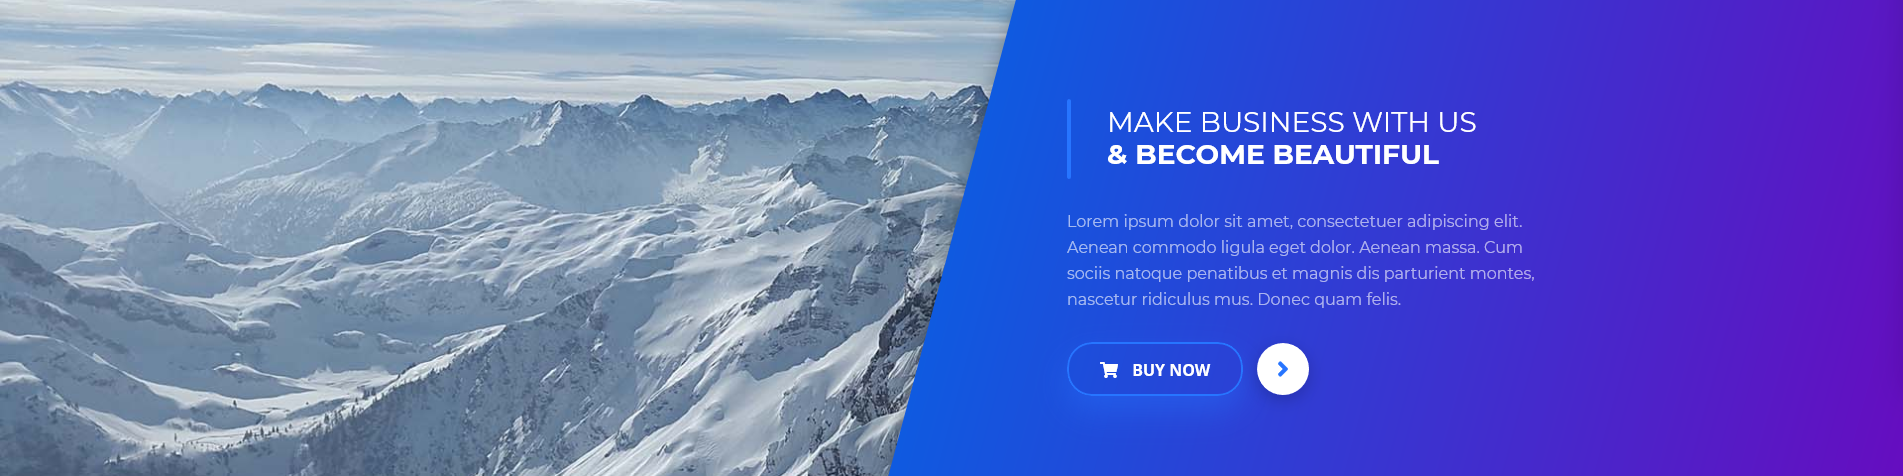 MAKE BUSINESS WITH US
& BECOME BEAUTIFUL
Lorem ipsum dolor sit amet, consectetuer adipiscing elit.
Aenean commodo ligula eget dolor. Aenean massa. Cum
sociis natoque penatibus et magnis dis parturient montes,
nascetur ridiculus mus. Donec quam felis.
BUY NOW